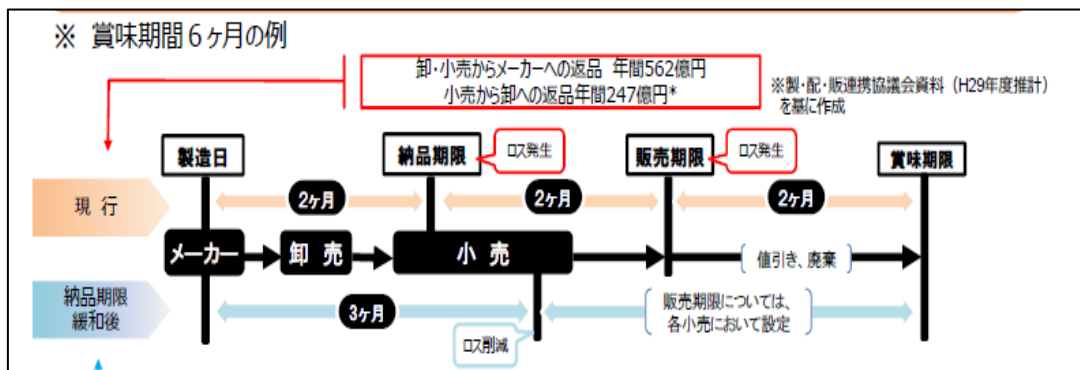 ※ 賞味期間6ヶ月の例
卸・小売からメーカーへの返品 年間562億円
小売から卸への返品年間247億円*
※製・配・販連携協議会資料（H29年度推計）
を基に作成
製造日
納品期限
ロス発生
販売期限
ロス発生
賞味期限
現 行
2ヶ月
2ヶ月
2ヶ月
メーカー
卸 売
小 売
値引き、廃棄
納品期限
緩和後
3ヶ月
ロス削減
販売期限については、
各小売において設定